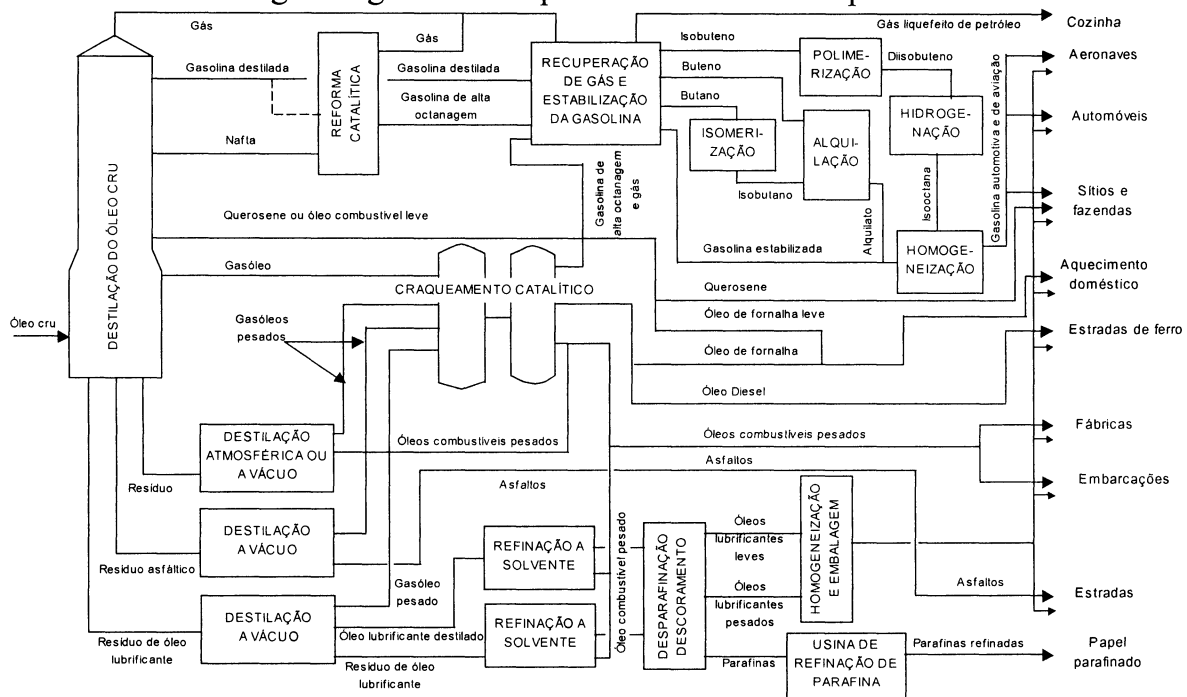 Gás
Gás liquefeito de petróleo
Cozinha
Gás
Isobuteno
POLIME-
RIZAÇÃO
Diisobuteno
Aeronaves
Gasolina destilada
REFORMA
CATALÍTICA
Gasolina destilada
RECUPERAÇÃO
DE GÁS E
ESTABILIZAÇÃO
DA GASOLINA
Buteno
Butano
Gasolina de alta
octanagem
ISOMERI-
ZAÇÃO
ALQUI-
LAÇÃO
HIDROGE-
NAÇÃO
Gasolina automotiva e de aviação
Automóveis
Nafta
Isobutano
Gasolina de
alta octanagem
e gás
Alquilato
Isooctana
Sítios e
fazendas
DESTILAÇÃO DO ÓLEO CRU
Querosene ou óleo combustível leve
Gasolina estabilizada
HOMOGE-
NEIZAÇÃO
Gasóleo
CRAQUEAMENTO CATALÍTICO
Querosene
Aquecimento
doméstico
Óleo cru
Gasóleos
pesados
Óleo de fornalha leve
Estradas de ferro
Óleo de fornalha
Óleo Diesel
DESTILAÇÃO
ATMOSFÉRICA OU
A VÁCUO
Óleos combustíveis pesados
Óleos combustíveis pesados
Fábricas
Resíduo
Asfaltos
Asfaltos
Embarcações
DESTILAÇÃO
A VÁCUO
Resíduo asfáltico
REFINAÇÃO A
SOLVENTE
Óleo combustível pesado
DESPARAFINAÇÃO
DESCORAMENTO
Óleos
lubrificantes
leves
HOMOGENEIZAÇÃO
E EMBALAGEM
Gasóleo
pesado
Óleos
lubrificantes
pesados
Asfaltos
Estradas
DESTILAÇÃO
A VÁCUO
Óleo lubrificante destilado
REFINAÇÃO A
SOLVENTE
Resíduo de óleo
lubrificante
Resíduo de óleo
lubrificante
Parafinas
USINA DE
REFINAÇÃO DE
PARAFINA
Parafinas refinadas
Papel
parafinado